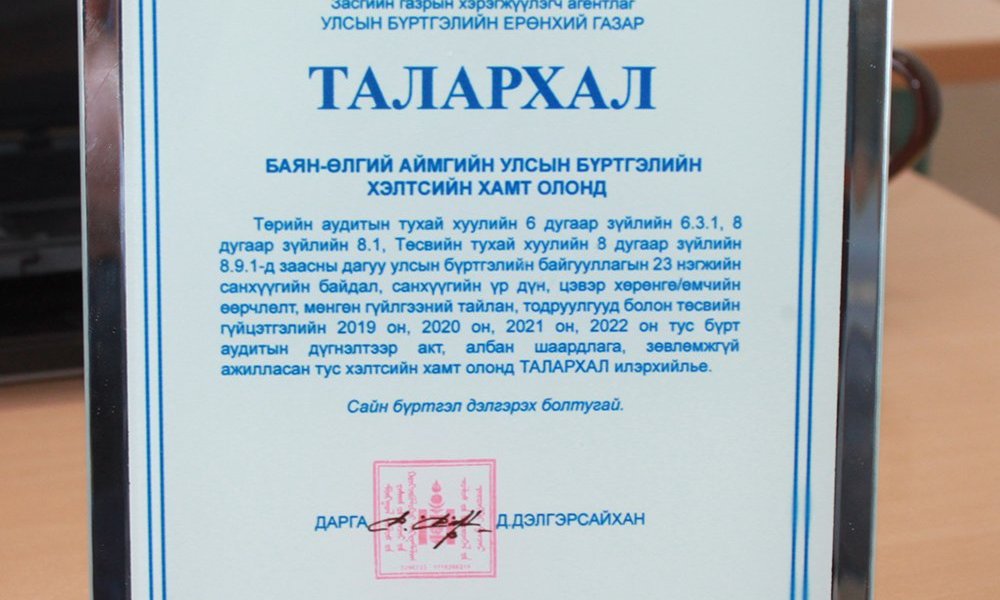 Засгийн газрын хэрэгжүүлэгч агентлаг
УЛСЫН БҮРТГЭЛИЙН ЕРӨНХИЙ ГАЗАР
ТАЛАРХАЛ
БАЯН-ӨЛГИЙ АЙМГИЙН УЛСЫН БҮРТГЭЛИЙН
ХЭЛТСИЙН ХАМТ ОЛОНД
Төрийн аудитын тухай хуулийн 6 дугаар зүйлийн 6.3.1, 8
дугаар зүйлийн 8.1, Төсвийн тухай хуулийн 8 дугаар зүйлийн
8.9.1-д заасны дагуу улсын бүртгэлийн байгууллагын 23 нэгжийн
санхүүгийн байдал, санхүүгийн үр дүн, цэвэр хөрөнгө/өмчийн
өөрчлөлт, мөнгөн гүйлгээний тайлан, тодруулгууд болон төсвийн
гүйцэтгэлийн 2019 он, 2020 он, 2021 он, 2022 он тус бүрт
аудитын дүгнэлтээр акт, албан шаардлага, зөвлөмжгүй
ажилласан тус хэлтсийн хамт олонд ТАЛАРХАЛ илэрхийлье.
Сайн бүртгэл дэлгэрэх болтугай.
ДАРГА Д.ДЭЛГЭРСАЙХАН